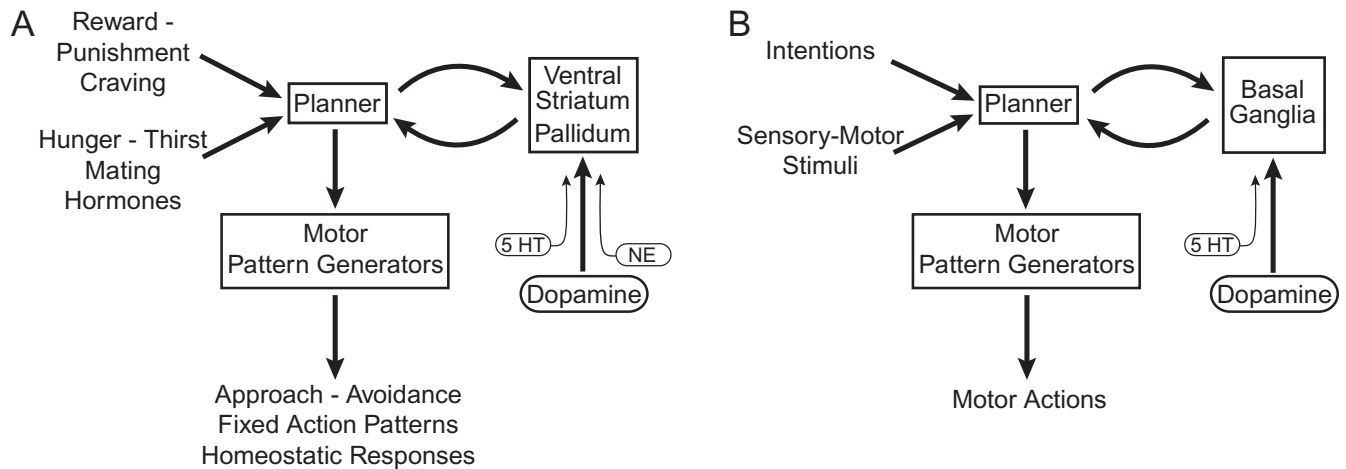 A
Reward -
Punishment
Craving
Hunger - Thirst
Mating
Hormones
Planner
Ventral
Striatum
Pallidum
Motor
Pattern Generators
5 HT
NE
Dopamine
Approach - Avoidance
Fixed Action Patterns
Homeostatic Responses
B
Intentions
Sensory-Motor
Stimuli
Planner
Basal
Ganglia
Motor
Pattern Generators
5 HT
Dopamine
Motor Actions